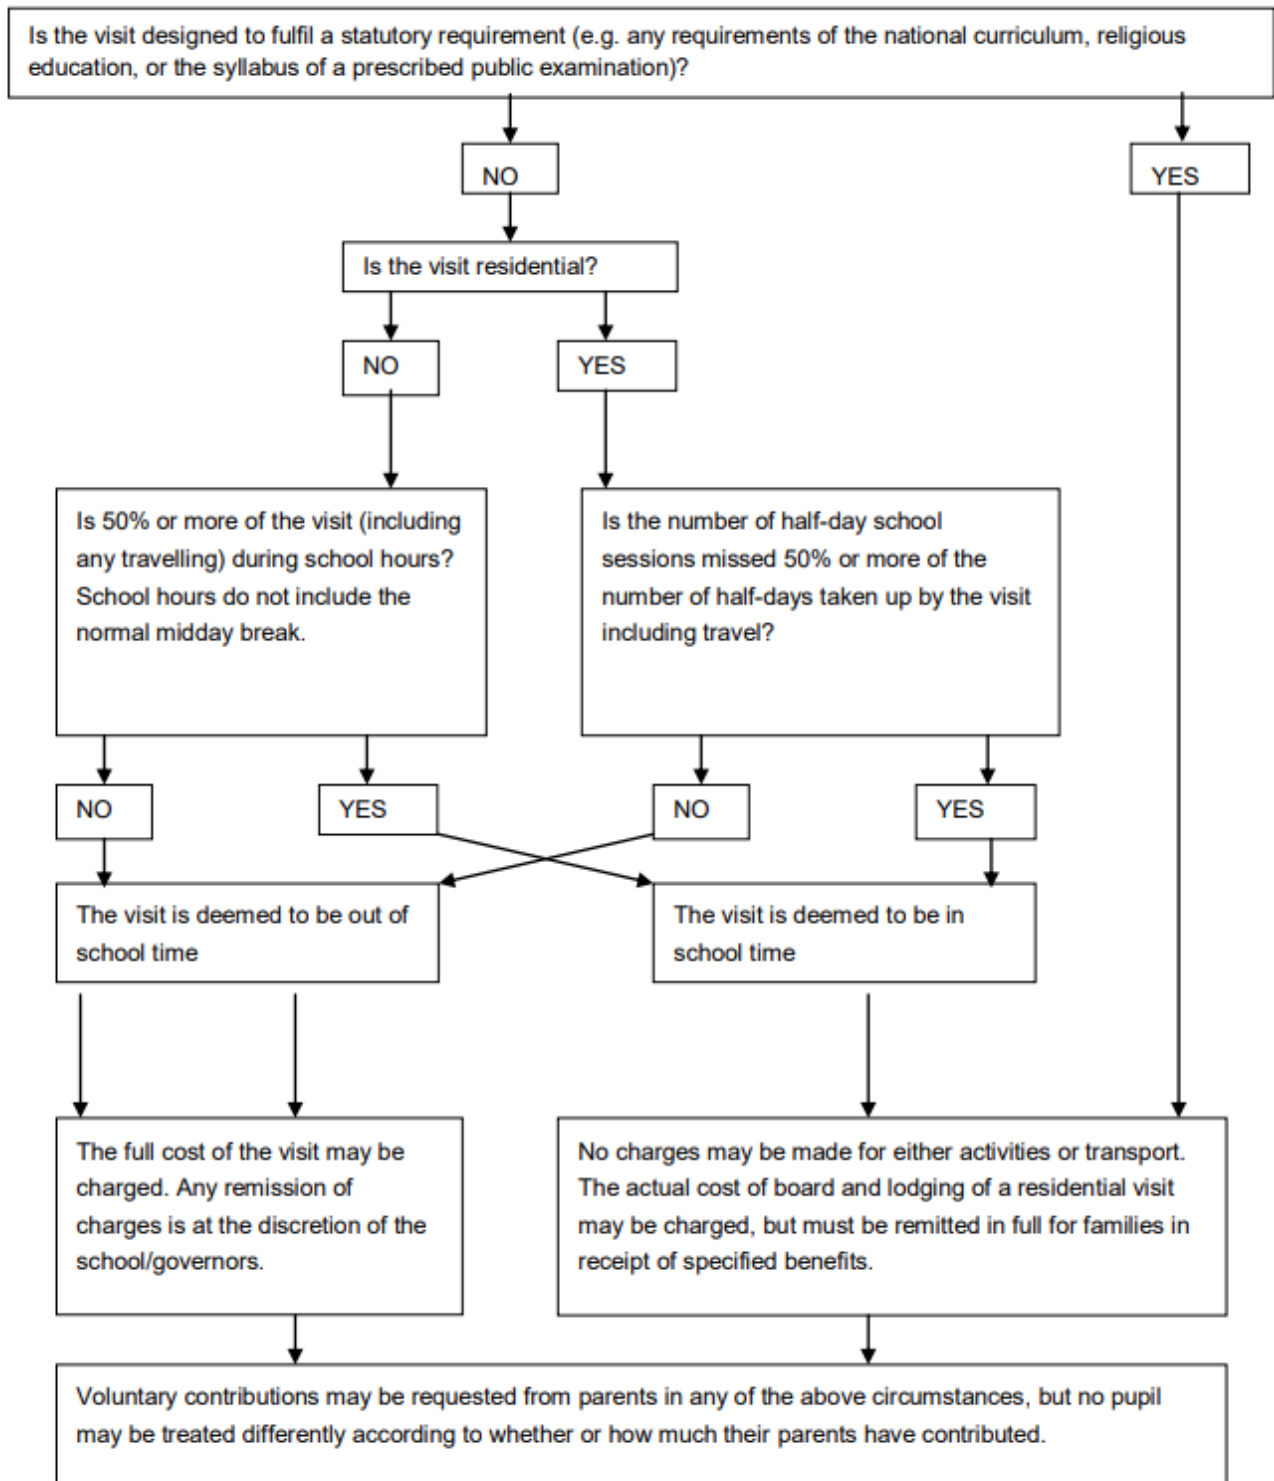 Is the visit designed to fulfil a statutory requirement (e.g. any requirements of the national curriculum, religious
education, or the syllabus of a prescribed public examination)?
NO
YES
Is the visit residential?
NO
YES
Is 50% or more of the visit (including
any travelling) during school hours?
School hours do not include the
normal midday break.
Is the number of half-day school
sessions missed 50% or more of the
number of half-days taken up by the visit
including travel?
NO
YES
NO
YES
The visit is deemed to be out of
school time
The visit is deemed to be in
school time
The full cost of the visit may be
charged. Any remission of
charges is at the discretion of the
school/governors.
No charges may be made for either activities or transport.
The actual cost of board and lodging of a residential visit
may be charged, but must be remitted in full for families in
receipt of specified benefits.
Voluntary contributions may be requested from parents in any of the above circumstances, but no pupil
may be treated differently according to whether or how much their parents have contributed.